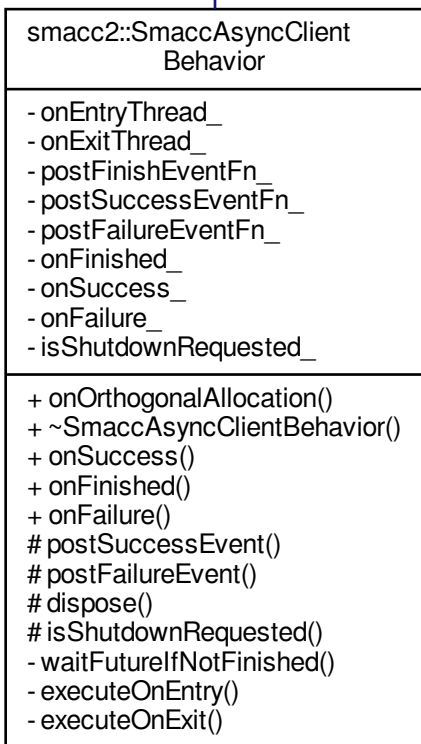 smacc2::SmaccAsyncClient
Behavior
- onEntryThread_
- onExitThread_
- postFinishEventFn_
- postSuccessEventFn_
- postFailureEventFn_
- onFinished_
- onSuccess_
- onFailure_
- isShutdownRequested_
+ onOrthogonalAllocation()
+ ~SmaccAsyncClientBehavior()
+ onSuccess()
+ onFinished()
+ onFailure()
# postSuccessEvent()
# postFailureEvent()
# dispose()
# isShutdownRequested()
- waitFutureIfNotFinished()
- executeOnEntry()
- executeOnExit()